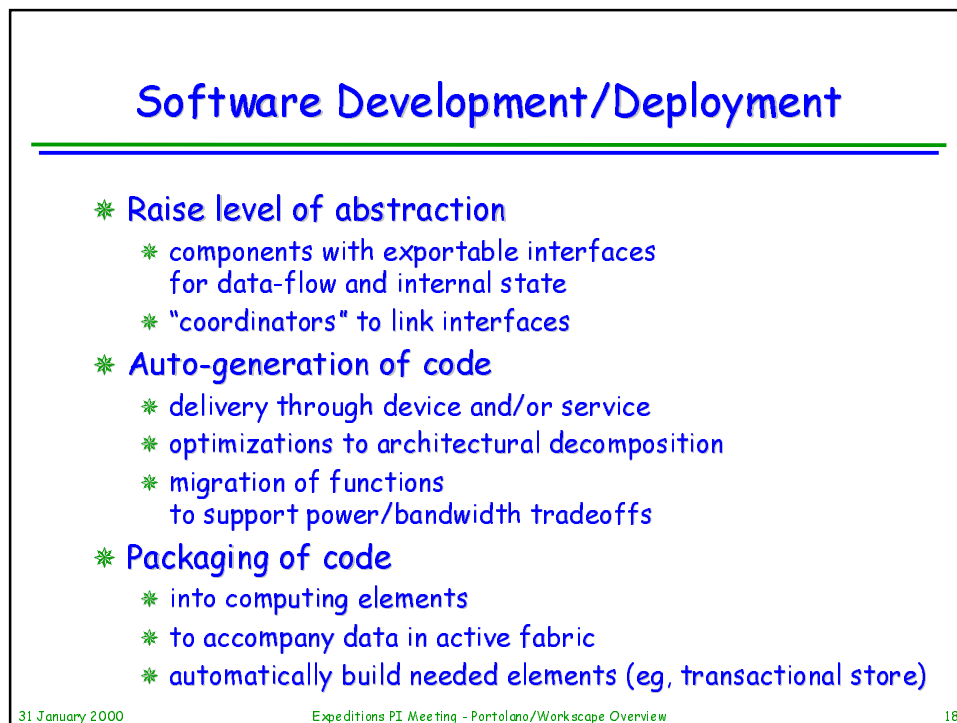 Software Development/Deployment
Raise level of abstraction
components with exportable interfaces
for data-flow and internal state
“coordinators” to link interfaces
Auto-generation of code
delivery through device and/or service
optimizations to architectural decomposition
migration of functions
to support power/bandwidth tradeoffs
Packaging of code
into computing elements
to accompany data in active fabric
automatically build needed elements (eg, transactional store)
31 January 2000 Expeditions PI Meeting - Portolano/Workscape Overview 18